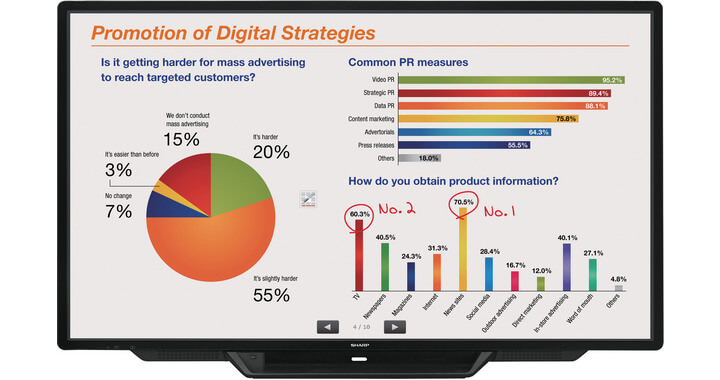 Promotion of Digital Strategies
Is it getting harder for mass advertising
to reach targeted customers?
We don't conduct
mass advertising
15%
It's harder
20%
It's easier than before
3%
No change
7%
It's slightly harder
55%
Common PR measures
Video PR 95.2%
Strategic PR 89.4%
Data PR 88.1%
Content marketing 75.8%
Advertorials 64.3%
Press releases 55.5%
Others 18.0%
How do you obtain product information?
60.3% No.2
70.5% No.1
40.5%
24.3%
31.3%
28.4%
16.7%
12.0%
40.1%
27.1%
4.8%
TV
Newspapers
Magazines
Internet
News sites
Social media
Outdoor advertising
Direct marketing
In-store advertising
Word of mouth
Others
4 / 10
SHARP